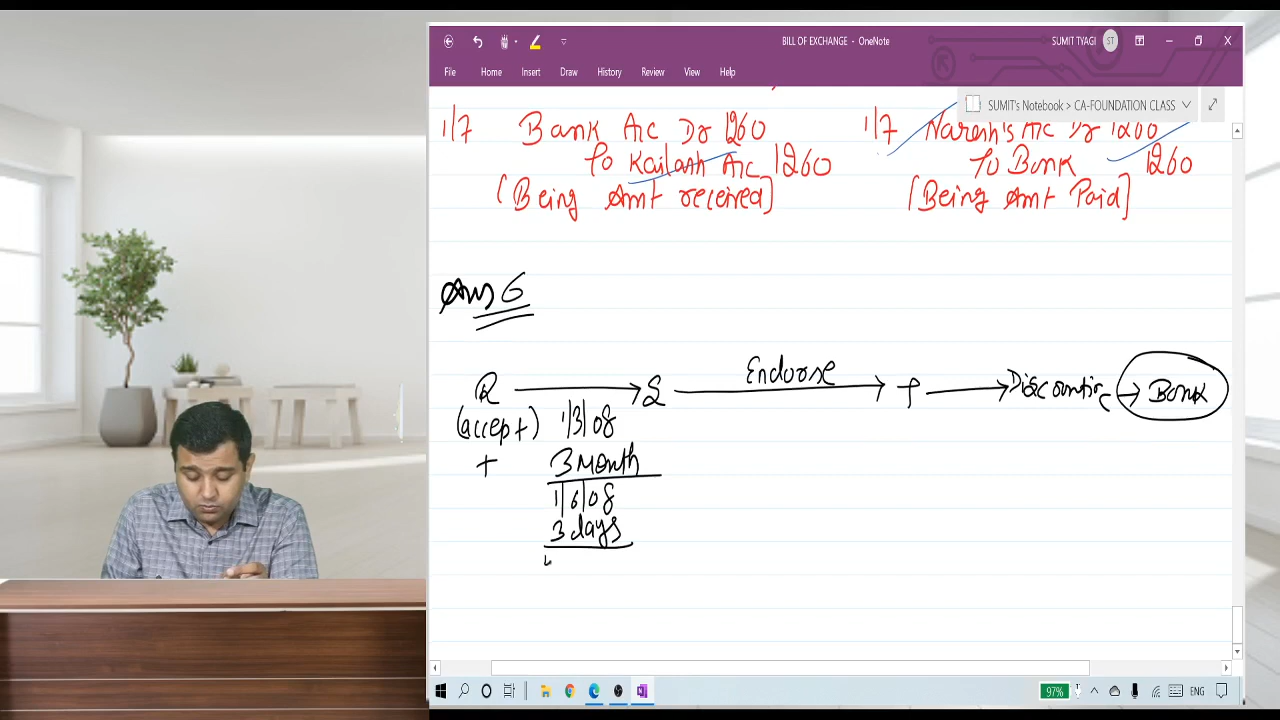 BILL OF EXCHANGE - OneNote
SUMIT TYAGI ST
File Home Insert Draw History Review View Help
SUMIT's Notebook > CA-FOUNDATION CLASS
1/7 Bank A/c Dr 1260
To Kailash A/c 1260
[Being Amt received]
1/7 Naresh's A/c Dr 1260
To Bank 1260
[Being Amt Paid]
Ans 6
R S Endorse T Discounting Bank
(accept) 1/3/08
+ 3 Month
1/6/08
3 days
97% ENG